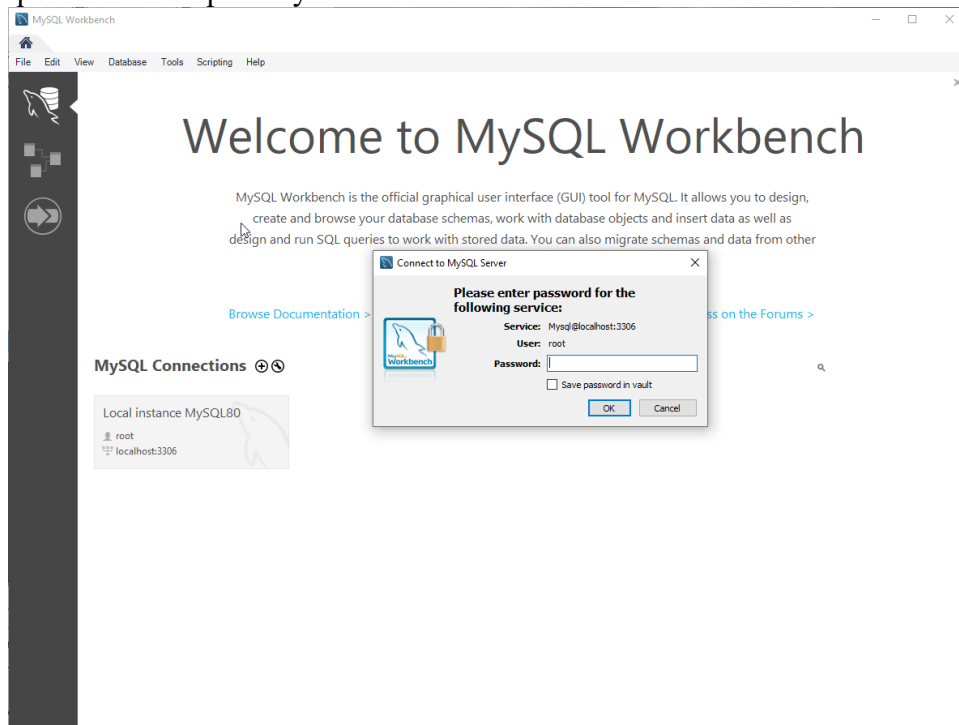 MySQL Workbench
File Edit View Database Tools Scripting Help
Welcome to MySQL Workbench
MySQL Workbench is the official graphical user interface (GUI) tool for MySQL. It allows you to design,
create and browse your database schemas, work with database objects and insert data as well as
design and run SQL queries to work with stored data. You can also migrate schemas and data from other
Connect to MySQL Server
Please enter password for the
following service:
Service: Mysql@localhost:3306
User: root
Password:
Save password in vault
OK Cancel
MySQL
Workbench
Browse Documentation >
ss on the Forums >
MySQL Connections
Local instance MySQL80
root
localhost:3306